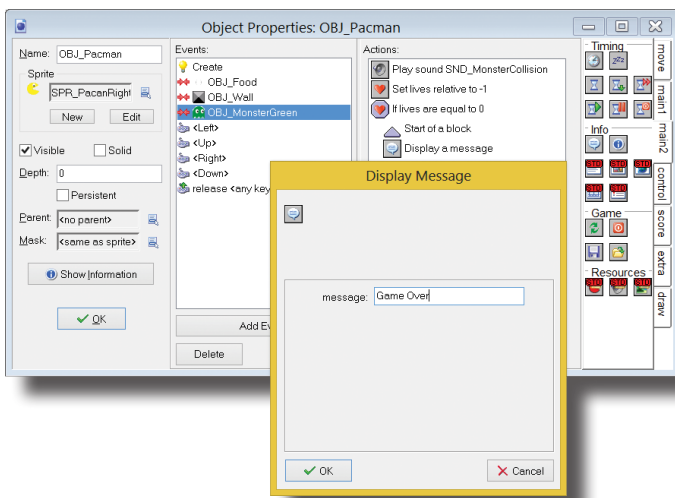 Object Properties: OBJ_Pacman
Name: OBJ_Pacman
Sprite
SPR_PacanRight
New Edit
Visible Solid
Depth: 0
Persistent
Parent: <no parent>
Mask: <same as sprite>
Show Information
OK
Events:
Create
OBJ_Food
OBJ_Wall
OBJ_MonsterGreen
<Left>
<Up>
<Right>
<Down>
release <any key
Add Ev
Delete
Actions:
Play sound SND_MonsterCollision
Set lives relative to -1
If lives are equal to 0
Start of a block
Display a message
Display Message
message: Game Over
OK Cancel
Timing
Info
Game
Resources
move
main1
main2
control
score
extra
draw